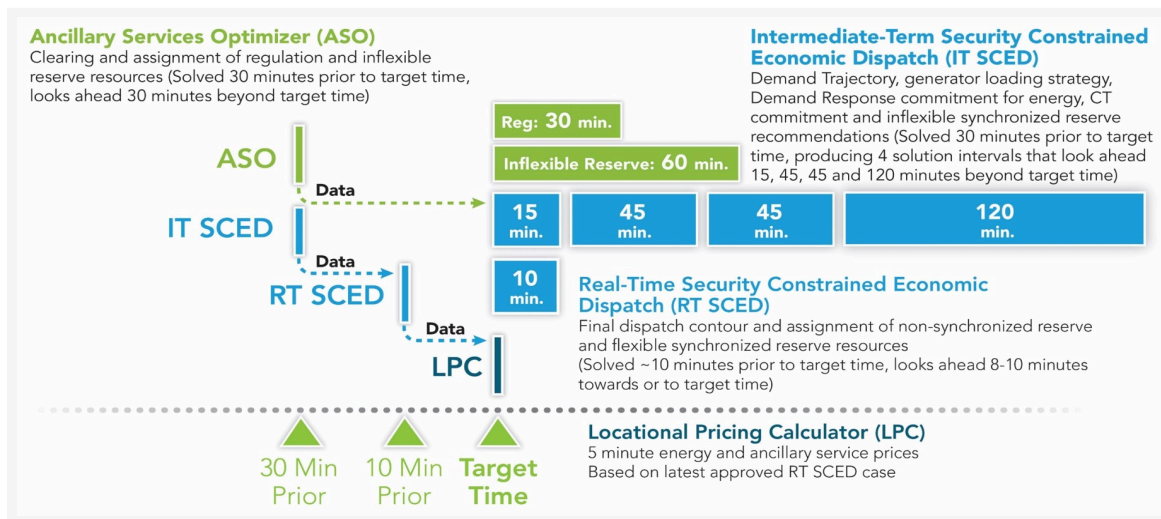 Ancillary Services Optimizer (ASO)
Clearing and assignment of regulation and inflexible
reserve resources (Solved 30 minutes prior to target time,
looks ahead 30 minutes beyond target time)
Intermediate-Term Security Constrained
Economic Dispatch (IT SCED)
Demand Trajectory, generator loading strategy,
Demand Response commitment for energy, CT
commitment and inflexible synchronized reserve
recommendations (Solved 30 minutes prior to target
time, producing 4 solution intervals that look ahead
15, 45, 45 and 120 minutes beyond target time)
Reg: 30 min.
ASO
Inflexible Reserve: 60 min.
Data
IT SCED
15
min.
45
min.
45
min.
120
min.
Data
RT SCED
10
min.
Real-Time Security Constrained Economic
Dispatch (RT SCED)
Final dispatch contour and assignment of non-synchronized reserve
and flexible synchronized reserve resources
(Solved ~10 minutes prior to target time, looks ahead 8-10 minutes
towards or to target time)
Data
LPC
Locational Pricing Calculator (LPC)
5 minute energy and ancillary service prices
Based on latest approved RT SCED case
30 Min
Prior
10 Min
Prior
Target
Time